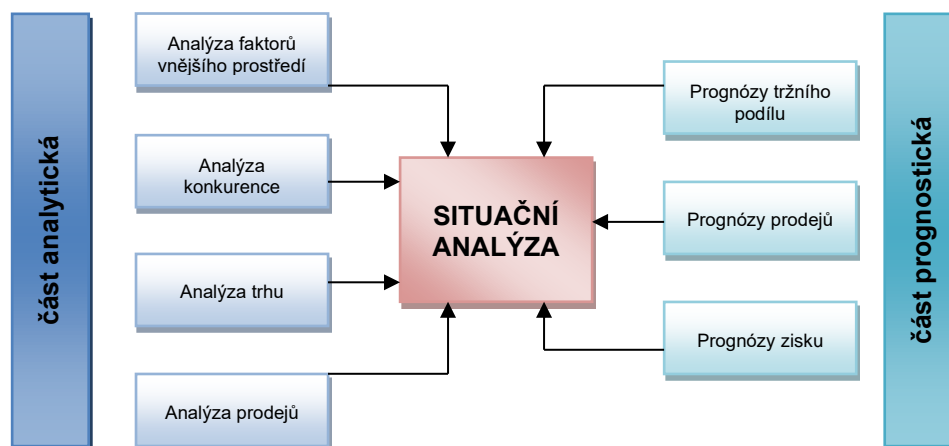 část analytická
Analýza faktorů
vnějšího prostředí
Analýza
konkurence
Analýza trhu
Analýza prodejů
SITUAČNÍ
ANALÝZA
Prognózy tržního
podílu
Prognózy prodejů
Prognózy zisku
část prognostická